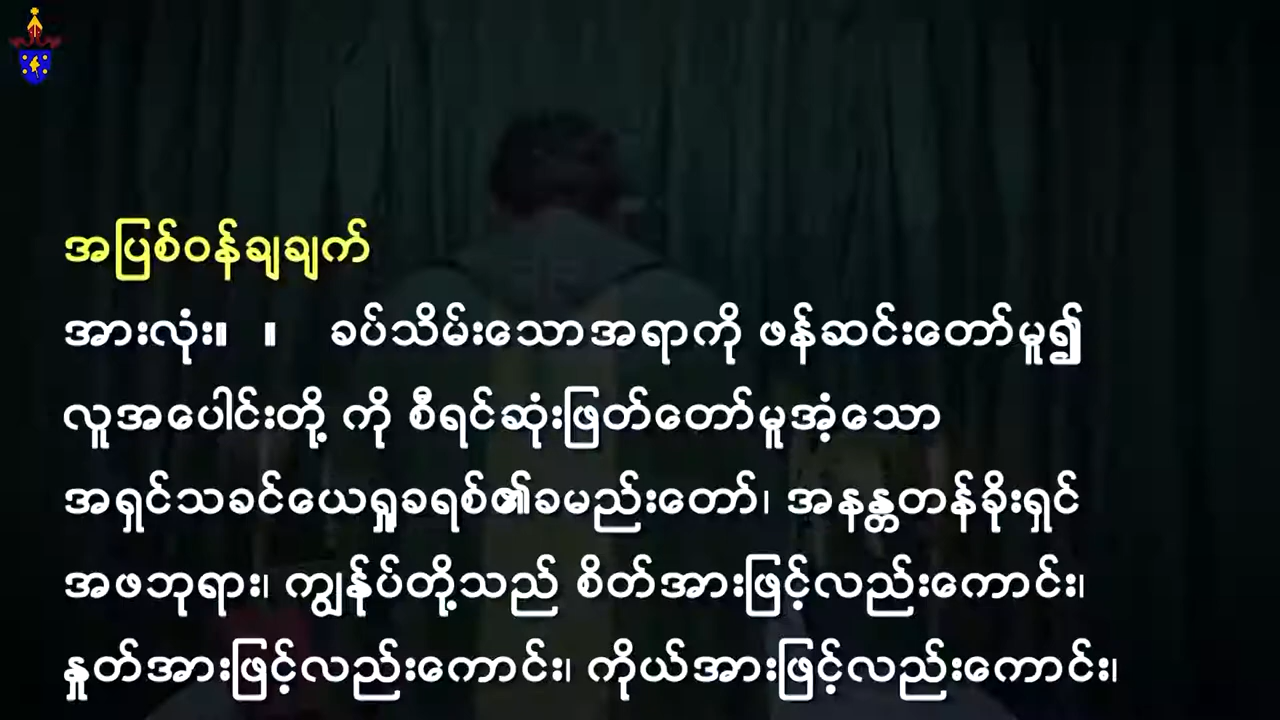 အပြစ်ဝန်ချချက်
အားလုံး။ ။ ခပ်သိမ်းသောအရာကို ဖန်ဆင်းတော်မူ၍
လူအပေါင်းတို့ ကို စီရင်ဆုံးဖြတ်တော်မူအံ့သော
အရှင်သခင်ယေရှုခရစ်၏ခမည်းတော်၊ အနန္တတန်ခိုးရှင်
အဖဘုရား၊ ကျွန်ုပ်တို့သည် စိတ်အားဖြင့်လည်းကောင်း၊
နှုတ်အားဖြင့်လည်းကောင်း၊ ကိုယ်အားဖြင့်လည်းကောင်း၊